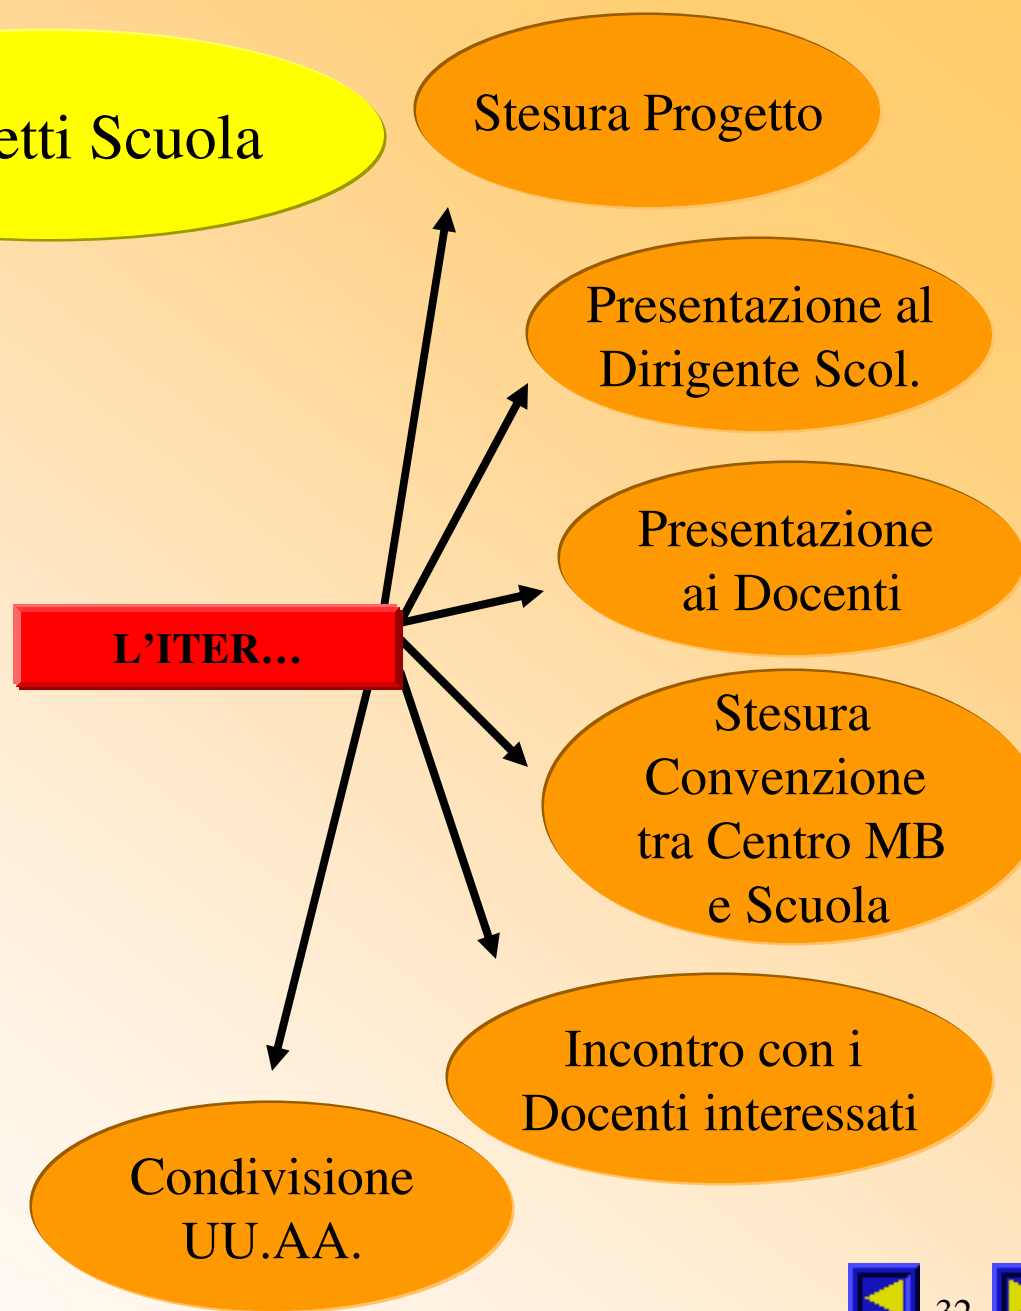 etti Scuola
Stesura Progetto
Presentazione al
Dirigente Scol.
Presentazione
ai Docenti
L’ITER…
Stesura
Convenzione
tra Centro MB
e Scuola
Incontro con i
Docenti interessati
Condivisione
UU.AA.
32